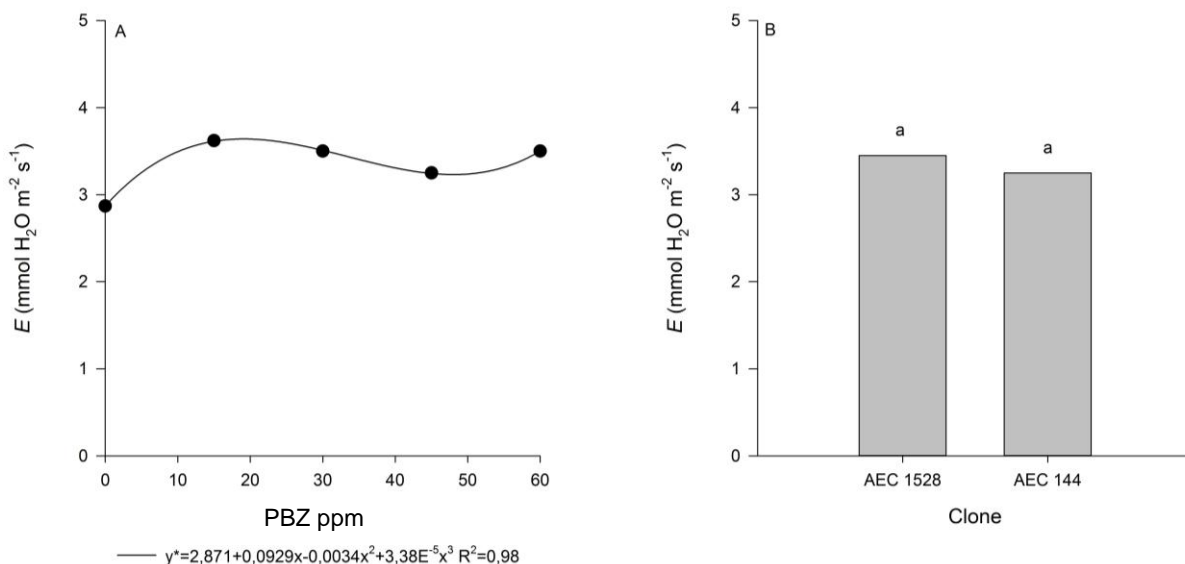 A
5
4
3
2
1
0
E (mmol H₂O m⁻² s⁻¹)
0 10 20 30 40 50 60
PBZ ppm
y*=2,871+0,0929x-0,0034x²+3,38E⁻⁵x³ R²=0,98
B
5
4
3
2
1
0
E (mmol H₂O m⁻² s⁻¹)
a
a
AEC 1528 AEC 144
Clone